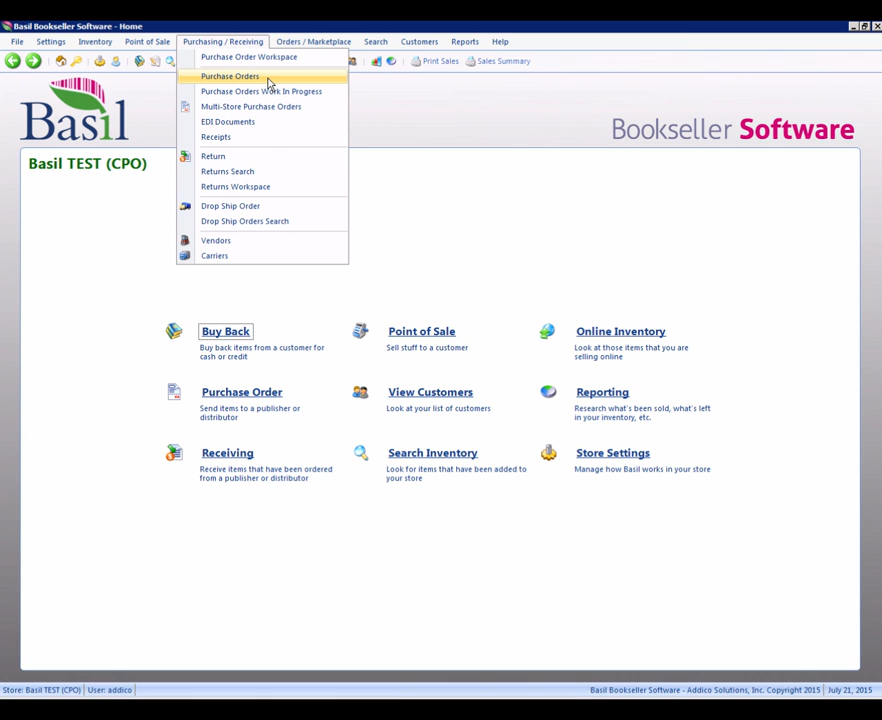 Basil Bookseller Software - Home
File Settings Inventory Point of Sale Purchasing / Receiving Orders / Marketplace Search Customers Reports Help
Print Sales Sales Summary
Purchase Order Workspace
Purchase Orders
Purchase Orders Work In Progress
Multi-Store Purchase Orders
EDI Documents
Receipts
Return
Returns Search
Returns Workspace
Drop Ship Order
Drop Ship Orders Search
Vendors
Carriers
Basil
Bookseller Software
Basil TEST (CPO)
Buy Back
Buy back items from a customer for
cash or credit
Point of Sale
Sell stuff to a customer
Online Inventory
Look at those items that you are
selling online
Purchase Order
Send items to a publisher or
distributor
View Customers
Look at your list of customers
Reporting
Research what's been sold, what's left
in your inventory, etc.
Receiving
Receive items that have been ordered
from a publisher or distributor
Search Inventory
Look for items that have been added to
your store
Store Settings
Manage how Basil works in your store
Store: Basil TEST (CPO) User: addico Basil Bookseller Software - Addico Solutions, Inc. Copyright 2015 July 21, 2015